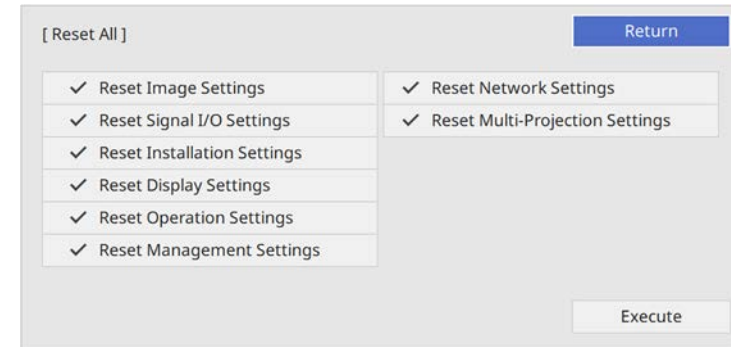 [ Reset All ]
Return
Reset Image Settings
Reset Signal I/O Settings
Reset Installation Settings
Reset Display Settings
Reset Operation Settings
Reset Management Settings
Reset Network Settings
Reset Multi-Projection Settings
Execute